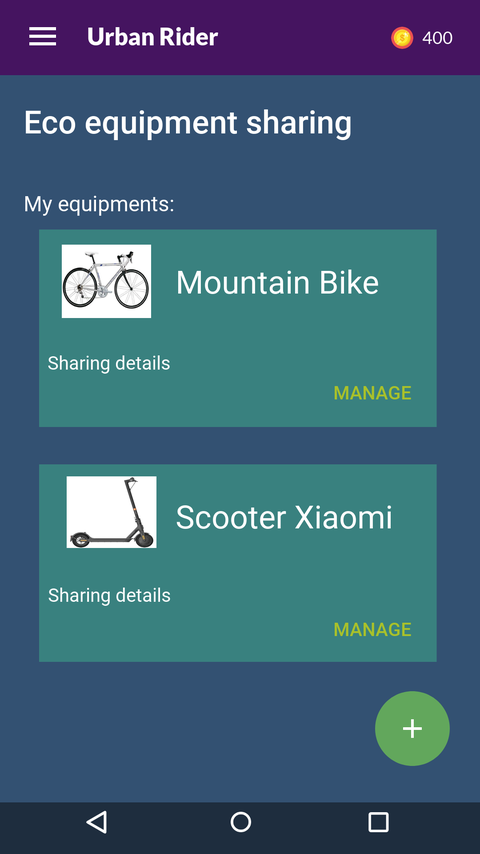 Urban Rider
400
Eco equipment sharing
My equipments:
Mountain Bike
Sharing details
MANAGE
Scooter Xiaomi
Sharing details
MANAGE
+